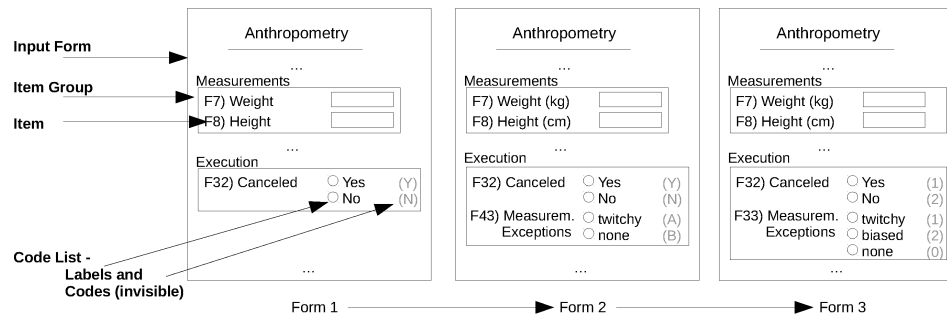 Input Form
Item Group
Item
Code List -
Labels and
Codes (invisible)
Anthropometry
...
Measurements
F7) Weight
F8) Height
...
Execution
F32) Canceled Yes (Y)
No (N)
...
Form 1
Anthropometry
...
Measurements
F7) Weight (kg)
F8) Height (cm)
...
Execution
F32) Canceled Yes (Y)
No (N)
F43) Measurem. twitchy (A)
Exceptions none (B)
...
Form 2
Anthropometry
...
Measurements
F7) Weight (kg)
F8) Height (cm)
...
Execution
F32) Canceled Yes (1)
No (2)
F33) Measurem. twitchy (1)
Exceptions biased (2)
none (0)
...
Form 3